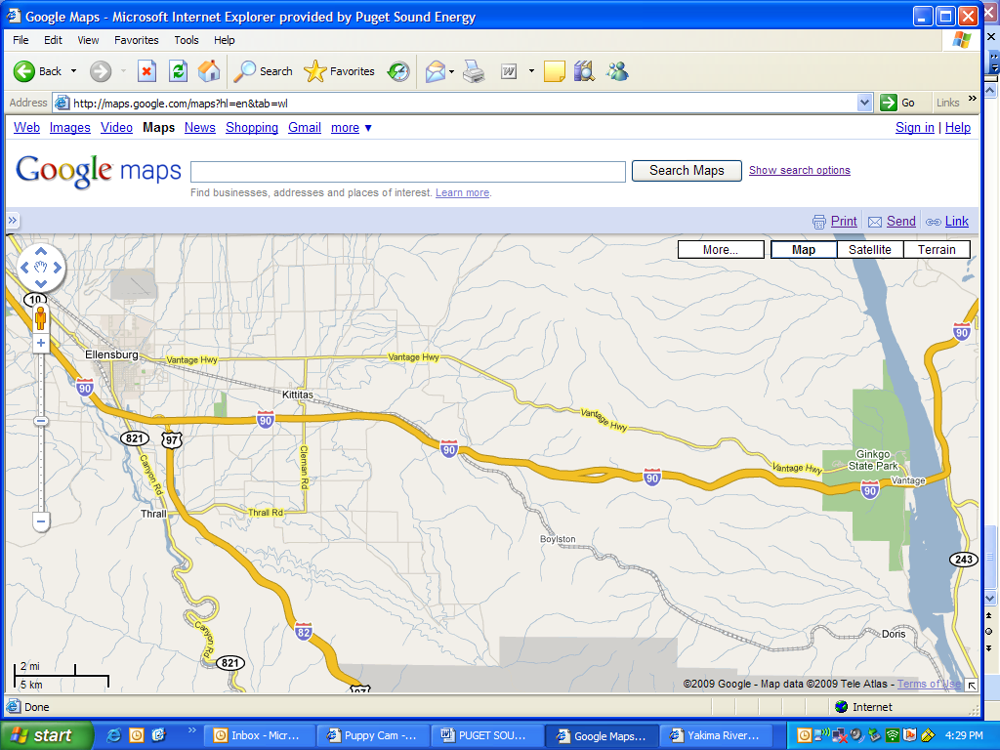 Google Maps - Microsoft Internet Explorer provided by Puget Sound Energy
File Edit View Favorites Tools Help
Back Search Favorites
Address http://maps.google.com/maps?hl=en&tab=wl Go Links »
Web Images Video Maps News Shopping Gmail more ▼ Sign in | Help
Google maps Search Maps Show search options
Find businesses, addresses and places of interest. Learn more.
» Print Send Link
More... Map Satellite Terrain
10
90
Ellensburg
Vantage Hwy
Vantage Hwy
90
Kittitas
90
Vantage Hwy
821
97
90
Canyon Rd
Cleman Rd
90
Vantage Hwy
Ginkgo
State Park
90
Vantage
Thrall
Thrall Rd
Boylston
243
Canyon Rd
82
Doris
821
97
2 mi
5 km
©2009 Google - Map data ©2009 Tele Atlas - Terms of Use
Done Internet
start » Inbox - Micr... Puppy Cam -... PUGET SOU... Google Maps... Yakima River... 4:29 PM